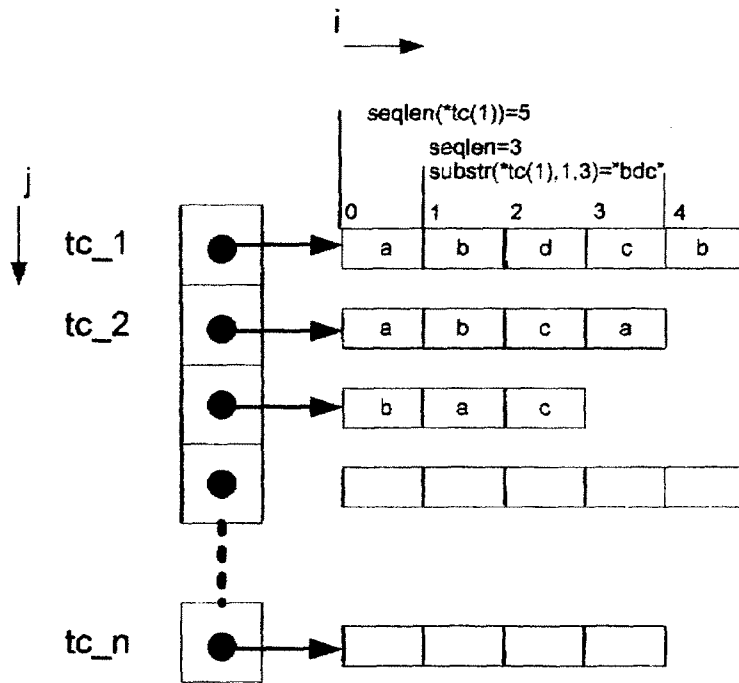 i
seqlen(*tc(1))=5
seqlen=3
substr(*tc(1),1,3)="bdc"
j
0 1 2 3 4
tc_1 a b d c b
tc_2 a b c a
b a c
tc_n